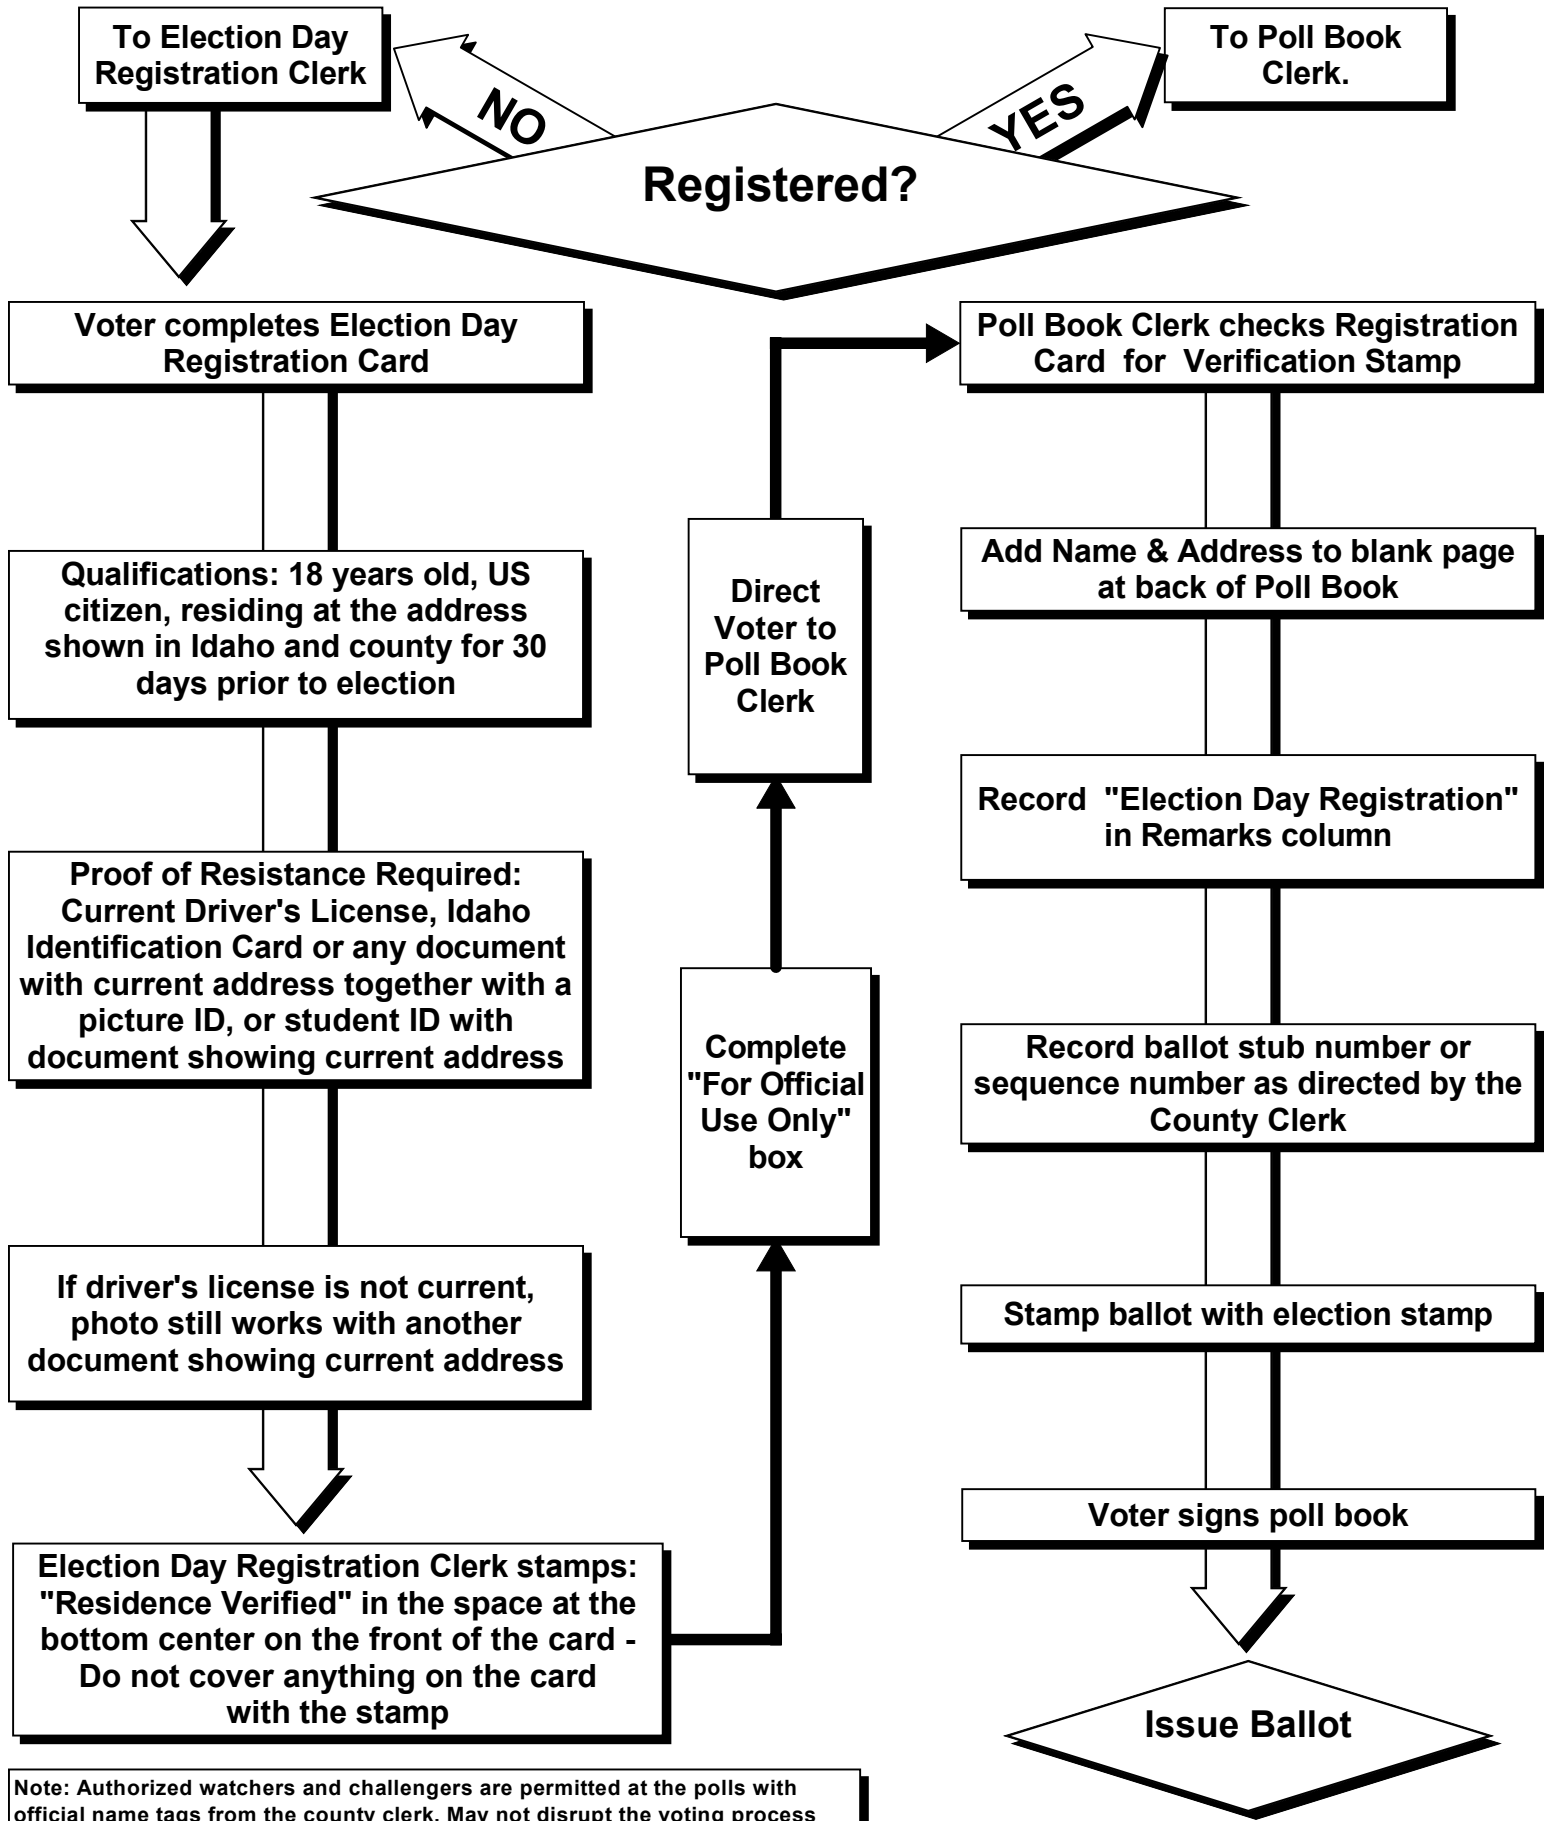 To Election Day
Registration Clerk
NO
YES
To Poll Book
Clerk.
Registered?
Voter completes Election Day
Registration Card
Qualifications: 18 years old, US
citizen, residing at the address
shown in Idaho and county for 30
days prior to election
Proof of Resistance Required:
Current Driver's License, Idaho
Identification Card or any document
with current address together with a
picture ID, or student ID with
document showing current address
If driver's license is not current,
photo still works with another
document showing current address
Election Day Registration Clerk stamps:
"Residence Verified" in the space at the
bottom center on the front of the card -
Do not cover anything on the card
with the stamp
Complete
"For Official
Use Only"
box
Direct
Voter to
Poll Book
Clerk
Poll Book Clerk checks Registration
Card for Verification Stamp
Add Name & Address to blank page
at back of Poll Book
Record "Election Day Registration"
in Remarks column
Record ballot stub number or
sequence number as directed by the
County Clerk
Stamp ballot with election stamp
Voter signs poll book
Issue Ballot
Note: Authorized watchers and challengers are permitted at the polls with
official name tags from the county clerk. May not disrupt the voting process